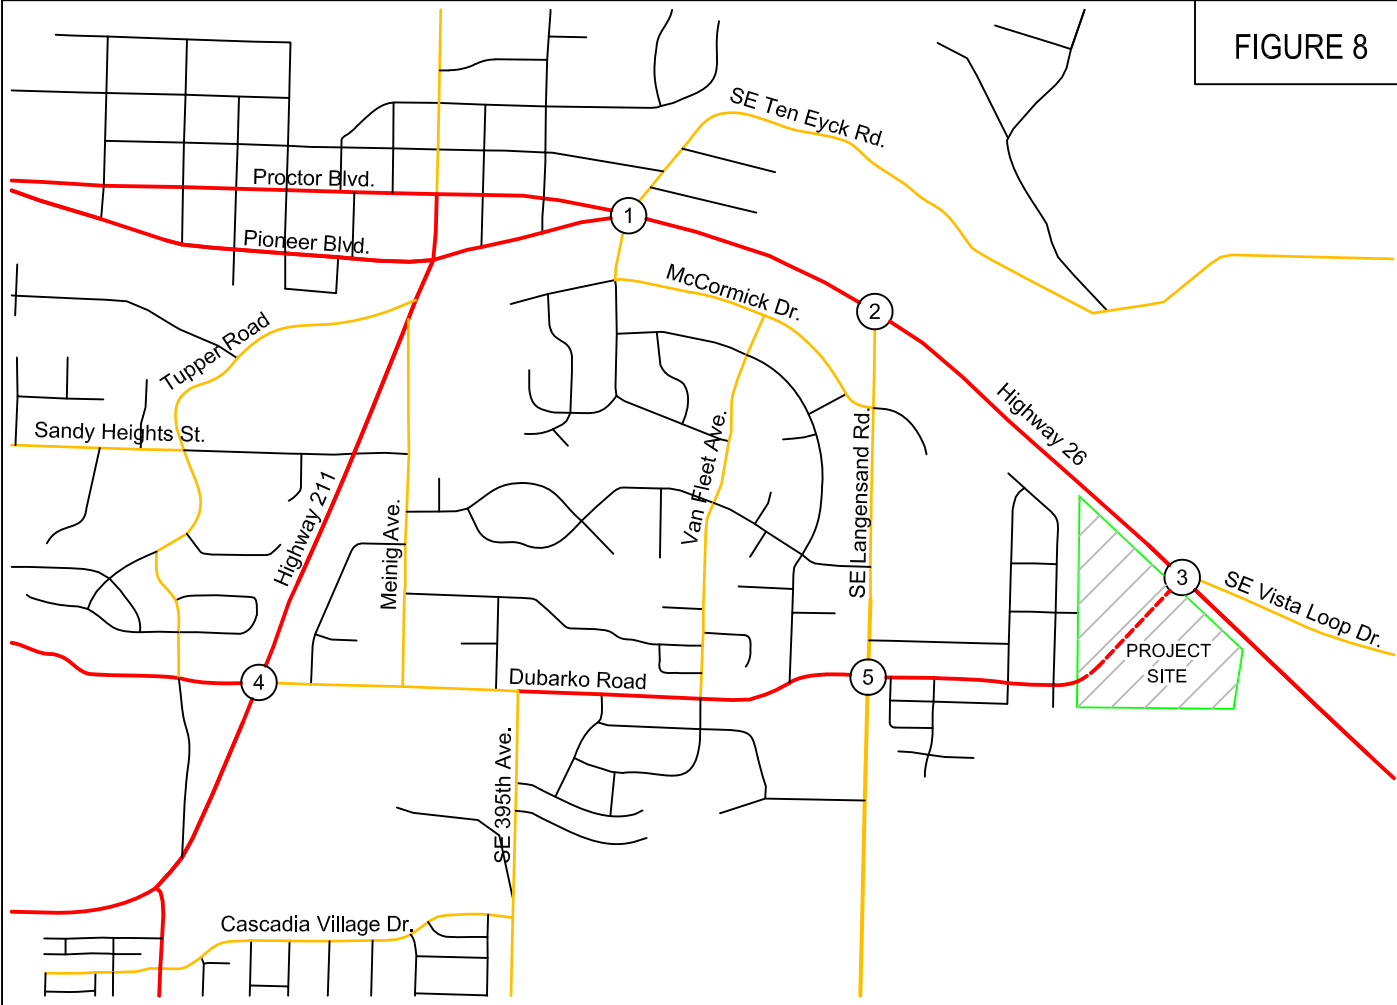 FIGURE 8
SE Ten Eyck Rd.
Proctor Blvd.
1
Pioneer Blvd.
McCormick Dr.
2
Tupper Road
Highway 26
Sandy Heights St.
Van Fleet Ave.
SE Langensand Rd.
Highway 211
Meinig Ave.
3
SE Vista Loop Dr.
PROJECT
SITE
4
Dubarko Road
5
SE 395th Ave.
Cascadia Village Dr.